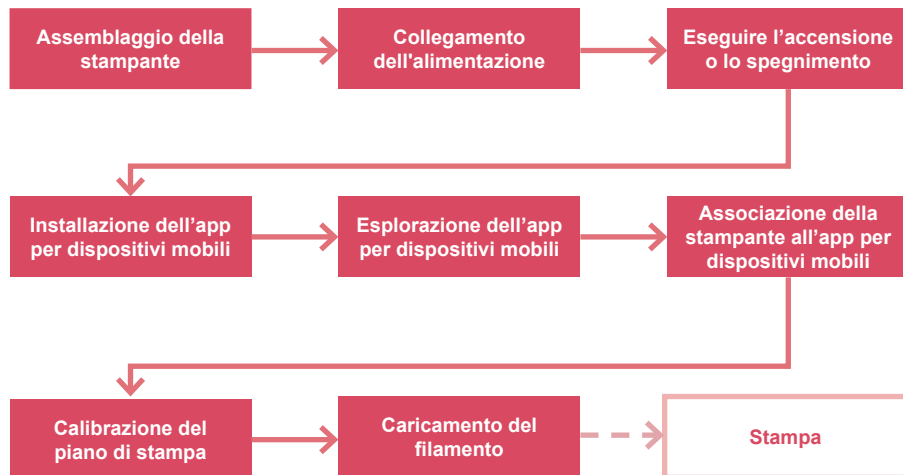 Assemblaggio della
stampante
Collegamento
dell'alimentazione
Eseguire l’accensione
o lo spegnimento
Installazione dell’app
per dispositivi mobili
Esplorazione dell’app
per dispositivi mobili
Associazione della
stampante all’app per
dispositivi mobili
Calibrazione del
piano di stampa
Caricamento del
filamento
Stampa